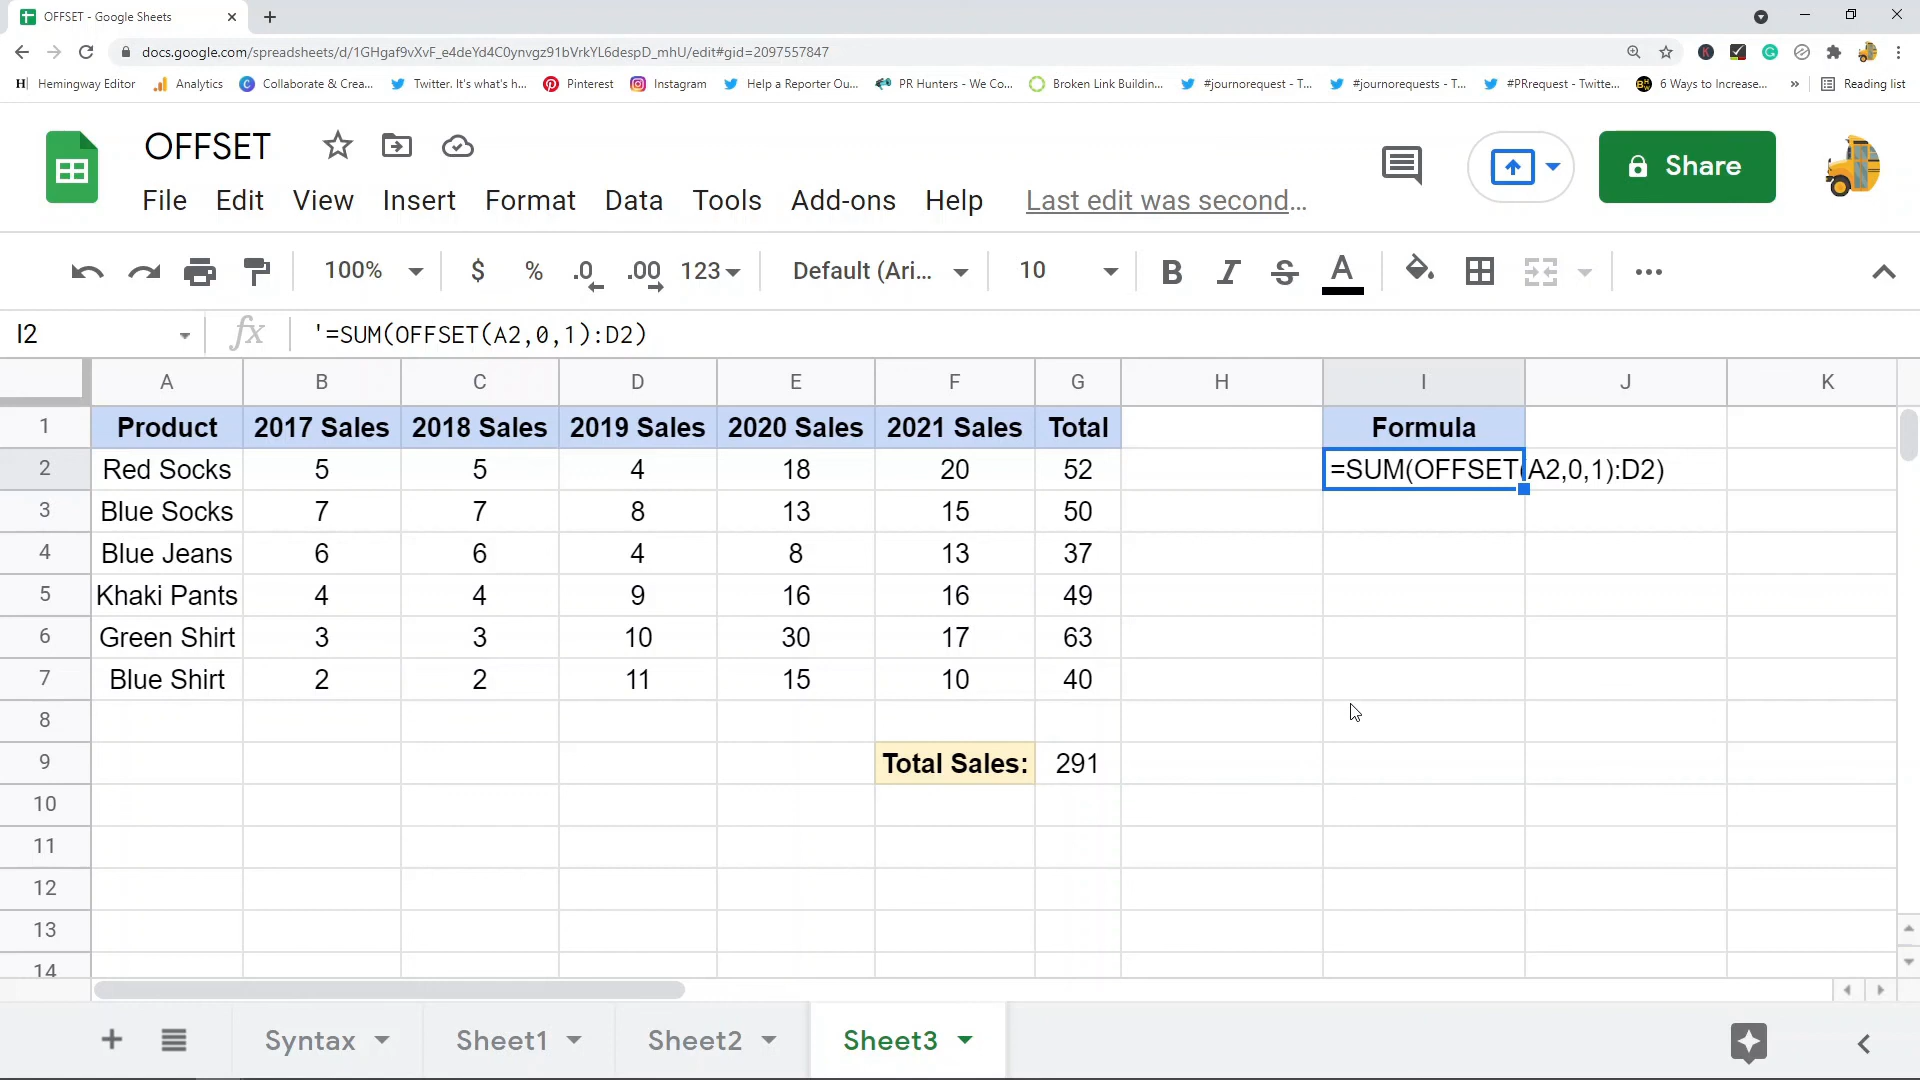 OFFSET - Google Sheets
docs.google.com/spreadsheets/d/1GHgaf9vXvF_e4deYd4C0ynvgz91bVrkYL6despD_mhU/edit#gid=2097557847
Hemingway Editor Analytics Collaborate & Crea... Twitter. It's what's h... Pinterest Instagram Help a Reporter Ou... PR Hunters - We Co... Broken Link Buildin... #journorequest - T... #journorequests - T... #PRrequest - Twitte... 6 Ways to Increase... » Reading list
OFFSET
Share
File Edit View Insert Format Data Tools Add-ons Help Last edit was second...
100% $ % .0 .00 123 Default (Ari... 10 B I S A
I2 fx '=SUM(OFFSET(A2,0,1):D2)
A B C D E F G H I J K
1 Product 2017 Sales 2018 Sales 2019 Sales 2020 Sales 2021 Sales Total Formula
2 Red Socks 5 5 4 18 20 52 =SUM(OFFSET(A2,0,1):D2)
3 Blue Socks 7 7 8 13 15 50
4 Blue Jeans 6 6 4 8 13 37
5 Khaki Pants 4 4 9 16 16 49
6 Green Shirt 3 3 10 30 17 63
7 Blue Shirt 2 2 11 15 10 40
8
9 Total Sales: 291
10
11
12
13
14
Syntax Sheet1 Sheet2 Sheet3